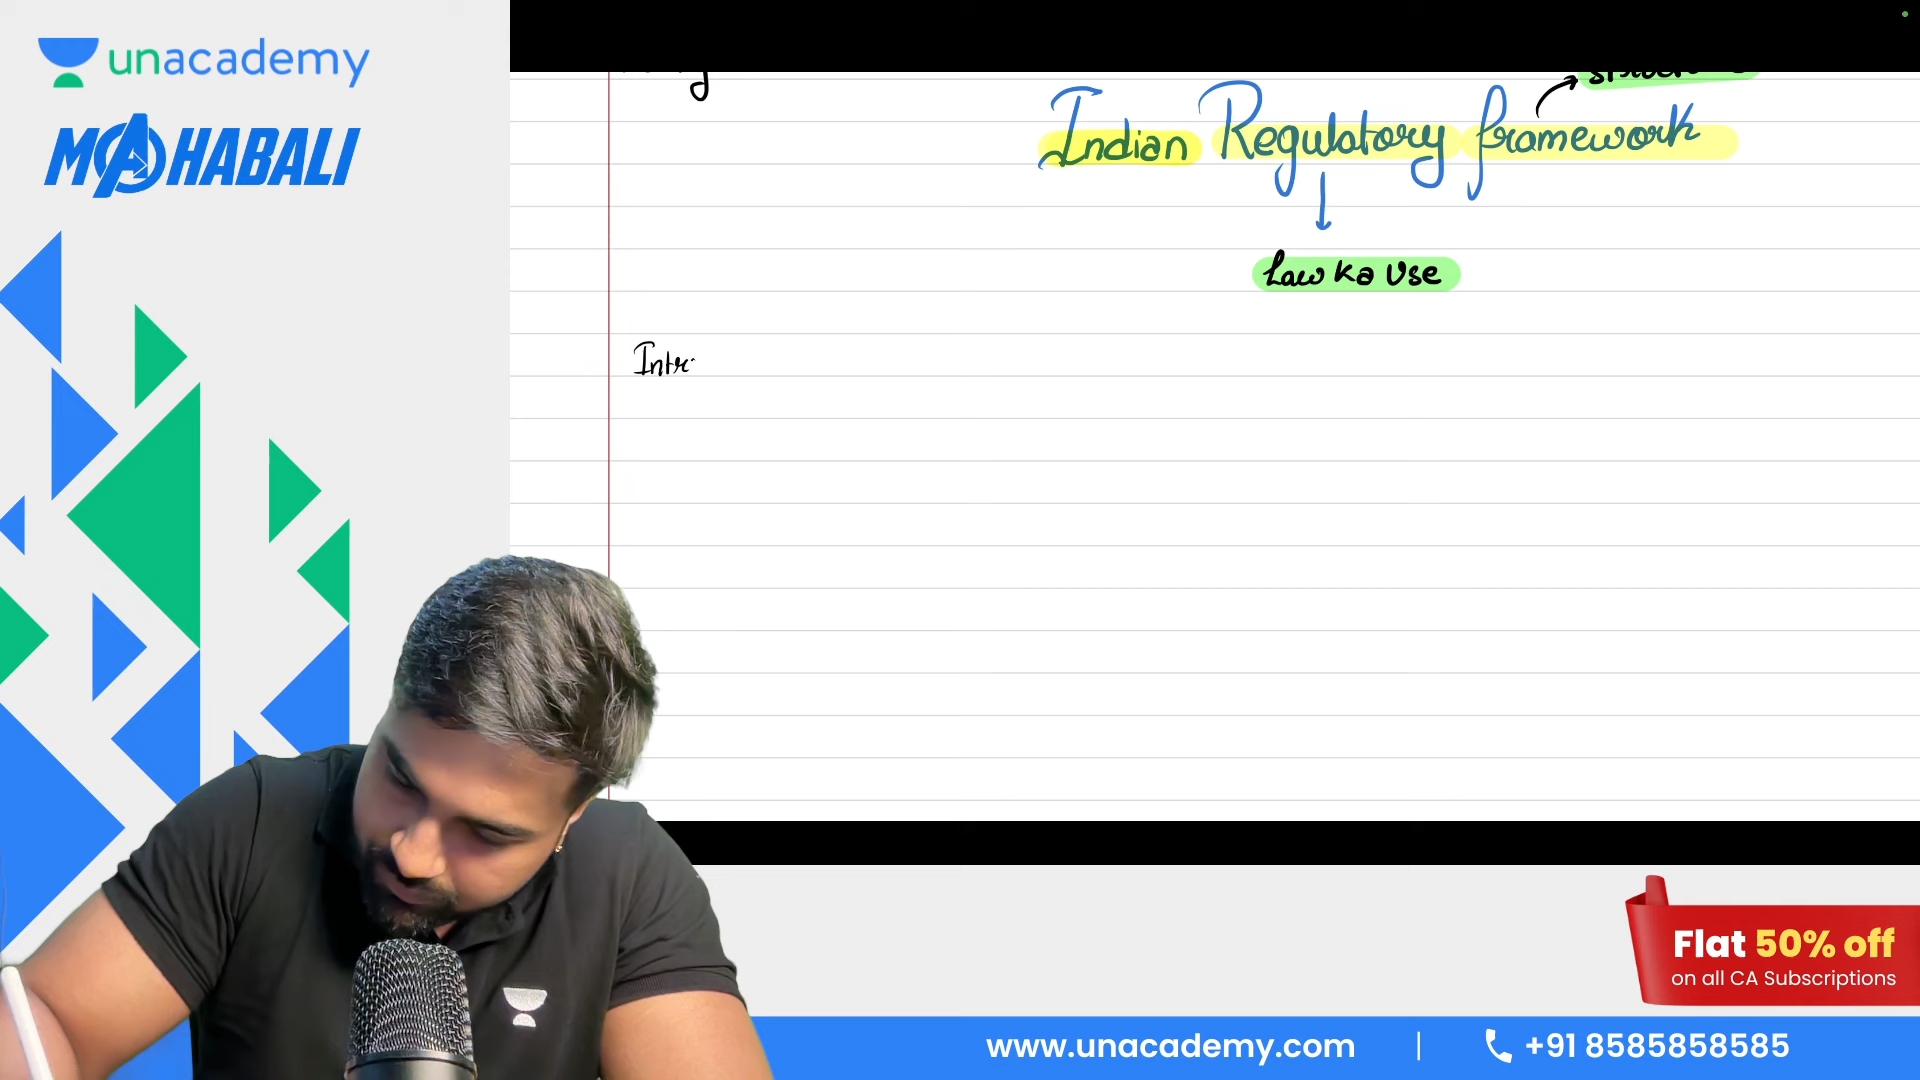 unacademy
MAHABALI
Indian Regulatory framework
Law ka Use
Intr
Flat 50% off
on all CA Subscriptions
www.unacademy.com | +91 8585858585